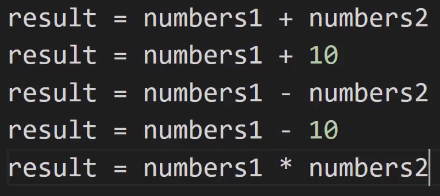 result = numbers1 + numbers2
result = numbers1 + 10
result = numbers1 - numbers2
result = numbers1 - 10
result = numbers1 * numbers2